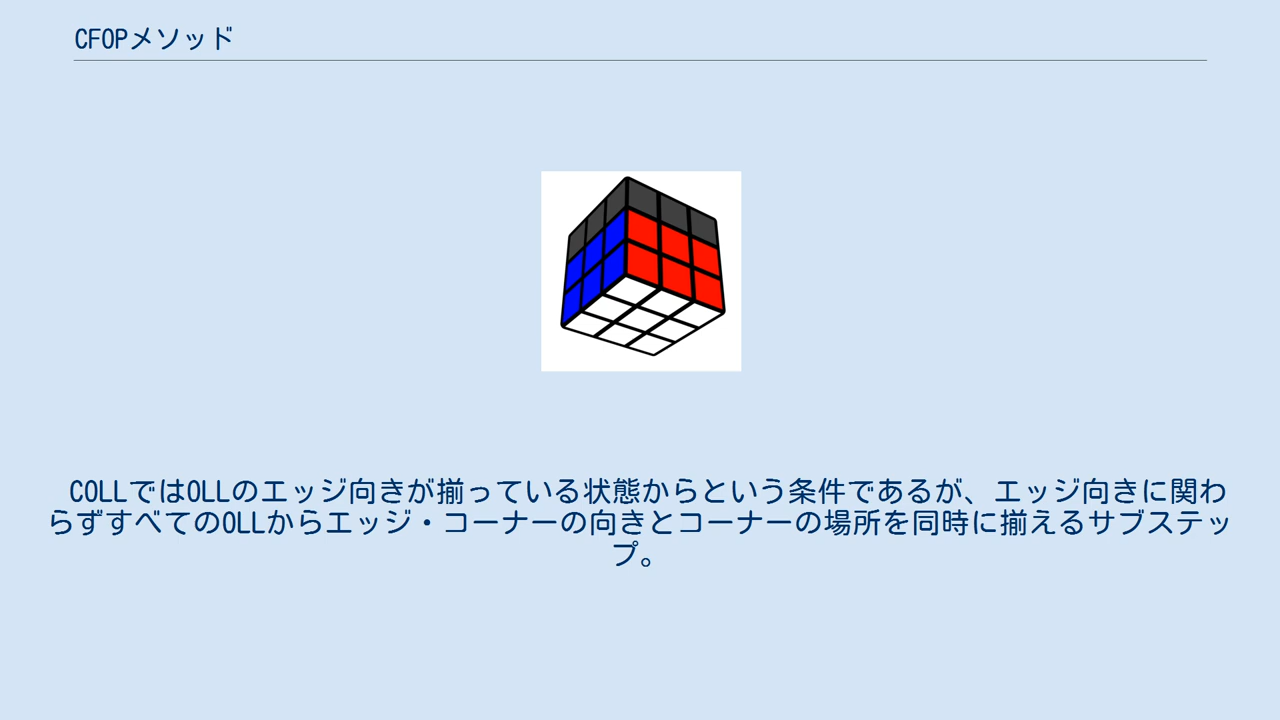 CFOPメソッド
COLLではOLLのエッジ向きが揃っている状態からという条件であるが、エッジ向きに関わ
らずすべてのOLLからエッジ・コーナーの向きとコーナーの場所を同時に揃えるサブステッ
プ。